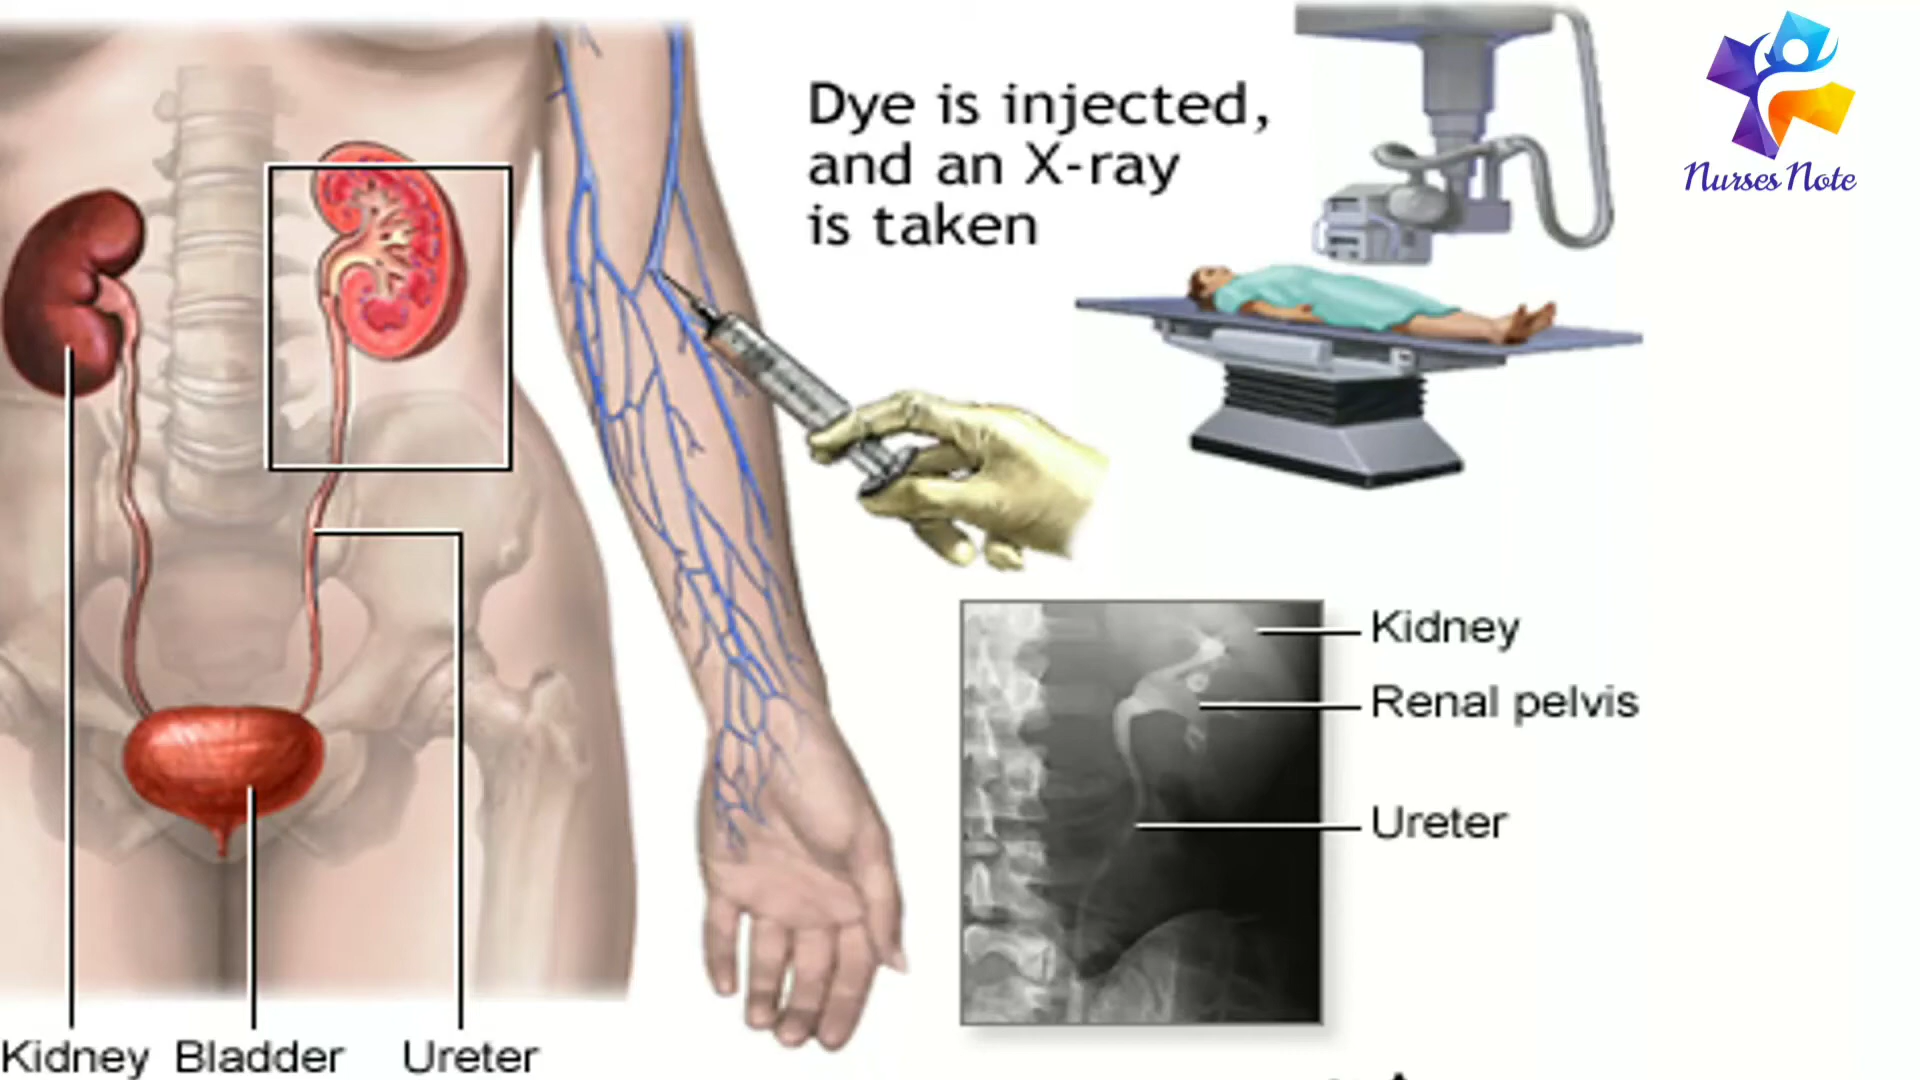 Dye is injected,
and an X-ray
is taken
Nurses Note
Kidney
Renal pelvis
Ureter
Kidney
Bladder
Ureter